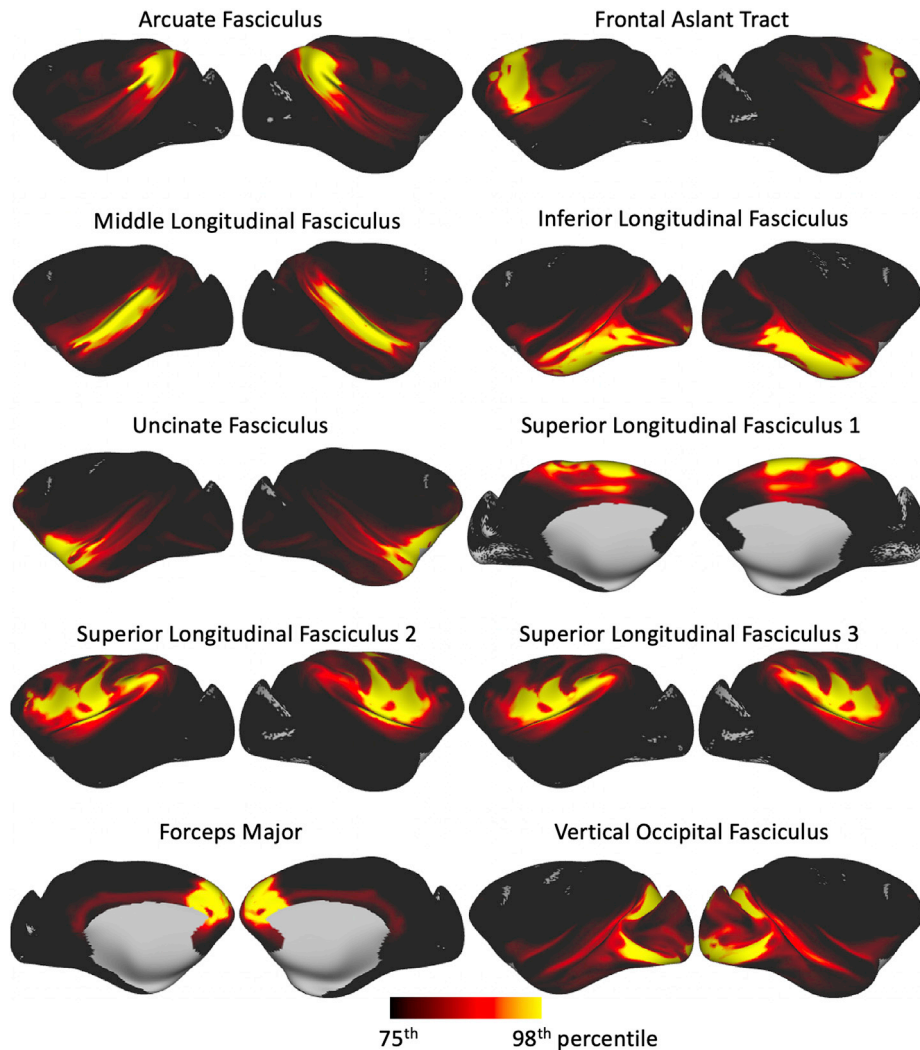 Arcuate Fasciculus
Frontal Aslant Tract
Middle Longitudinal Fasciculus
Inferior Longitudinal Fasciculus
Uncinate Fasciculus
Superior Longitudinal Fasciculus 1
Superior Longitudinal Fasciculus 2
Superior Longitudinal Fasciculus 3
Forceps Major
Vertical Occipital Fasciculus
75th 98th percentile